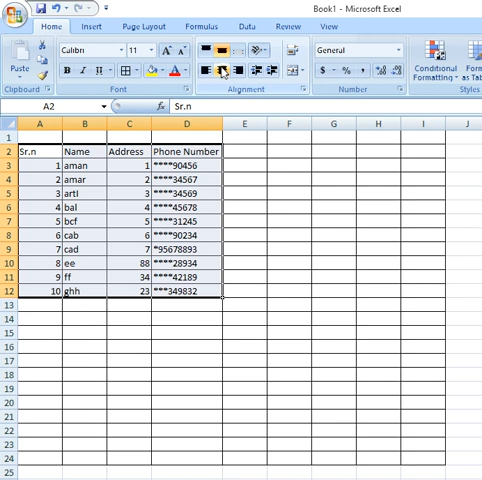 Book1 - Microsoft Excel
Home Insert Page Layout Formulas Data Review View
Paste
Calibri 11 A A
General
B I U A
$ % ,
Conditional Formatting
Form
as Ta
Clipboard Font Alignment Number Styles
A2 fx Sr.n
A B C D E F G H I J
1
2 Sr.n Name Address Phone Number
3 1 aman 1 ****90456
4 2 amar 2 ****34567
5 3 artI 3 ****34569
6 4 bal 4 ****45678
7 5 bcf 5 ****31245
8 6 cab 6 ****90234
9 7 cad 7 *95678893
10 8 ee 88 ****28934
11 9 ff 34 ****42189
12 10 ghh 23 ***349832
13
14
15
16
17
18
19
20
21
22
23
24
25